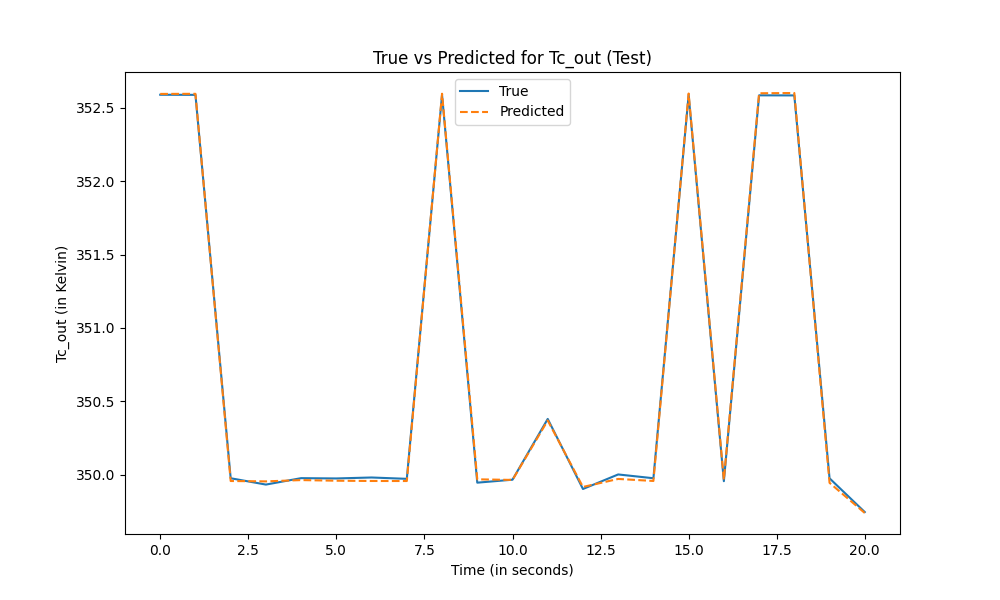 True vs Predicted for Tc_out (Test)
True
Predicted
352.5
352.0
351.5
351.0
350.5
350.0
Tc_out (in Kelvin)
0.0 2.5 5.0 7.5 10.0 12.5 15.0 17.5 20.0
Time (in seconds)